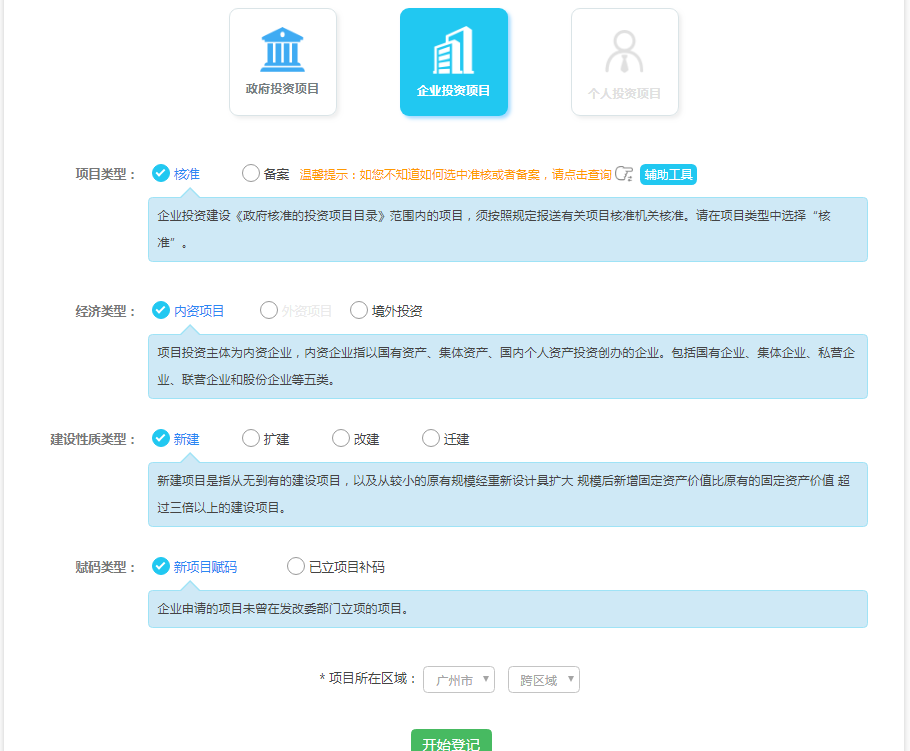 政府投资项目
企业投资项目
个人投资项目
项目类型： 核准 备案 温馨提示：如您不知道如何选中准核或者备案，请点击查询 辅助工具
企业投资建设《政府核准的投资项目目录》范围内的项目，须按照规定报送有关项目核准机关核准。请在项目类型中选择“核
准”。
经济类型： 内资项目 外资项目 境外投资
项目投资主体为内资企业，内资企业指以国有资产、集体资产、国内个人资产投资创办的企业。包括国有企业、集体企业、私营企
业、联营企业和股份企业等五类。
建设性质类型： 新建 扩建 改建 迁建
新建项目是指从无到有的建设项目，以及从较小的原有规模经重新设计具扩大 规模后新增固定资产价值比原有的固定资产价值 超
过三倍以上的建设项目。
赋码类型： 新项目赋码 已立项目补码
企业申请的项目未曾在发改委部门立项的项目。
* 项目所在区域： 广州市 跨区域
开始登记